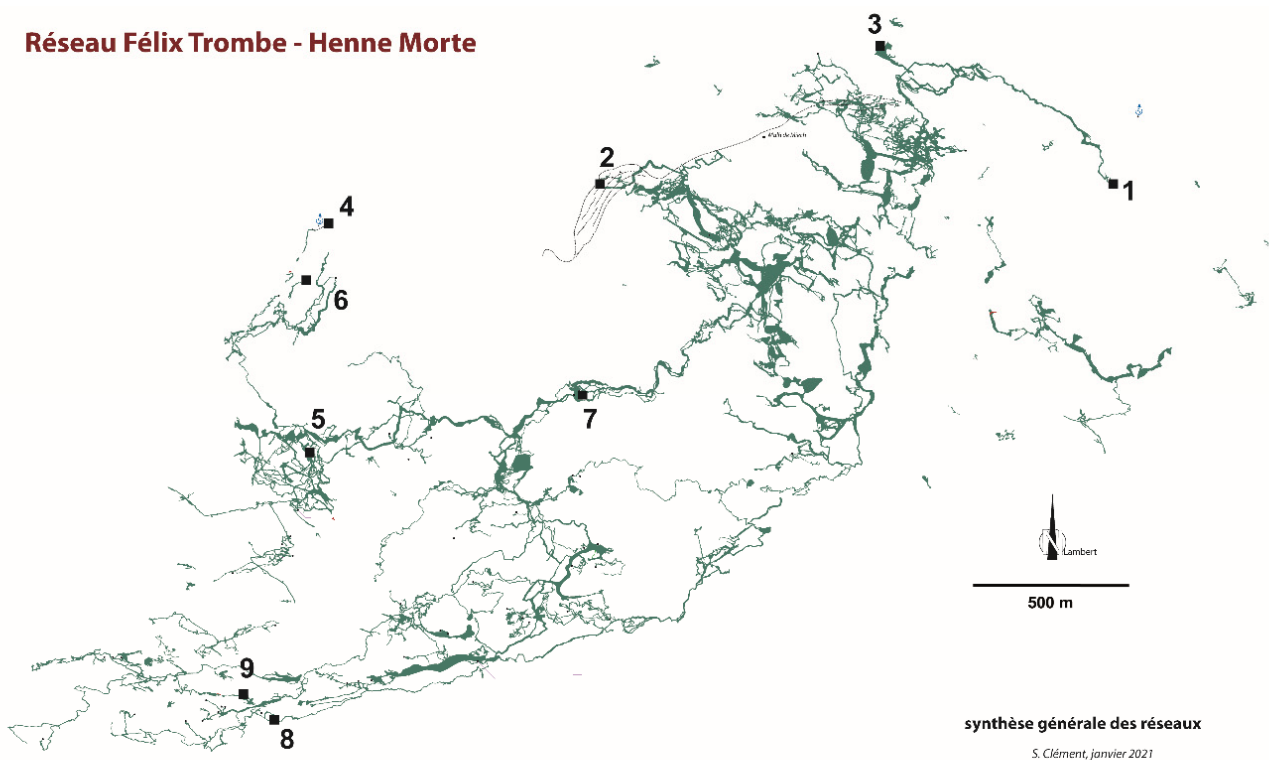 Réseau Félix Trombe - Henne Morte
3
1
2
4
6
7
5
Lambert
500 m
9
8
synthèse générale des réseaux
S. Clément, janvier 2021